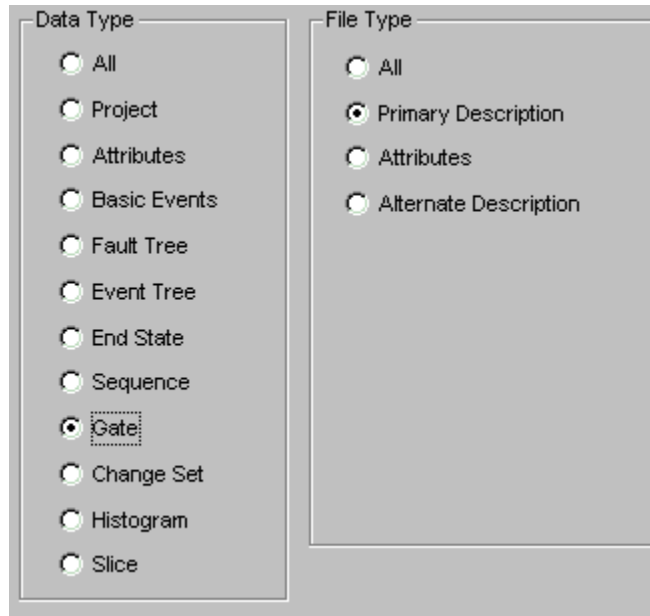 Data Type
All
Project
Attributes
Basic Events
Fault Tree
Event Tree
End State
Sequence
Gate
Change Set
Histogram
Slice
File Type
All
Primary Description
Attributes
Alternate Description